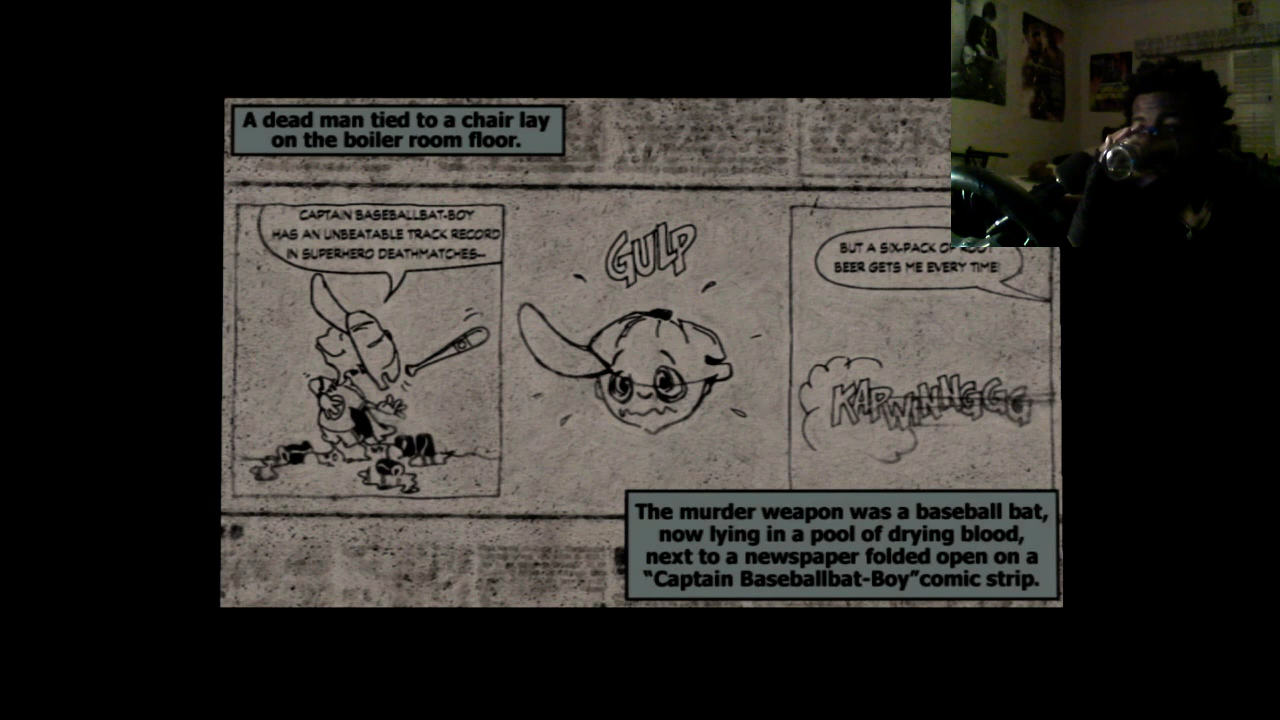 A dead man tied to a chair lay
on the boiler room floor.
CAPTAIN BASEBALLBAT-BOY
HAS AN UNBEATABLE TRACK RECORD
IN SUPERHERO DEATHMATCHES--
GULP
BUT A SIX-PACK OF ROOT
BEER GETS ME EVERY TIME!
KAPWINNGGG
The murder weapon was a baseball bat,
now lying in a pool of drying blood,
next to a newspaper folded open on a
“Captain Baseballbat-Boy”comic strip.